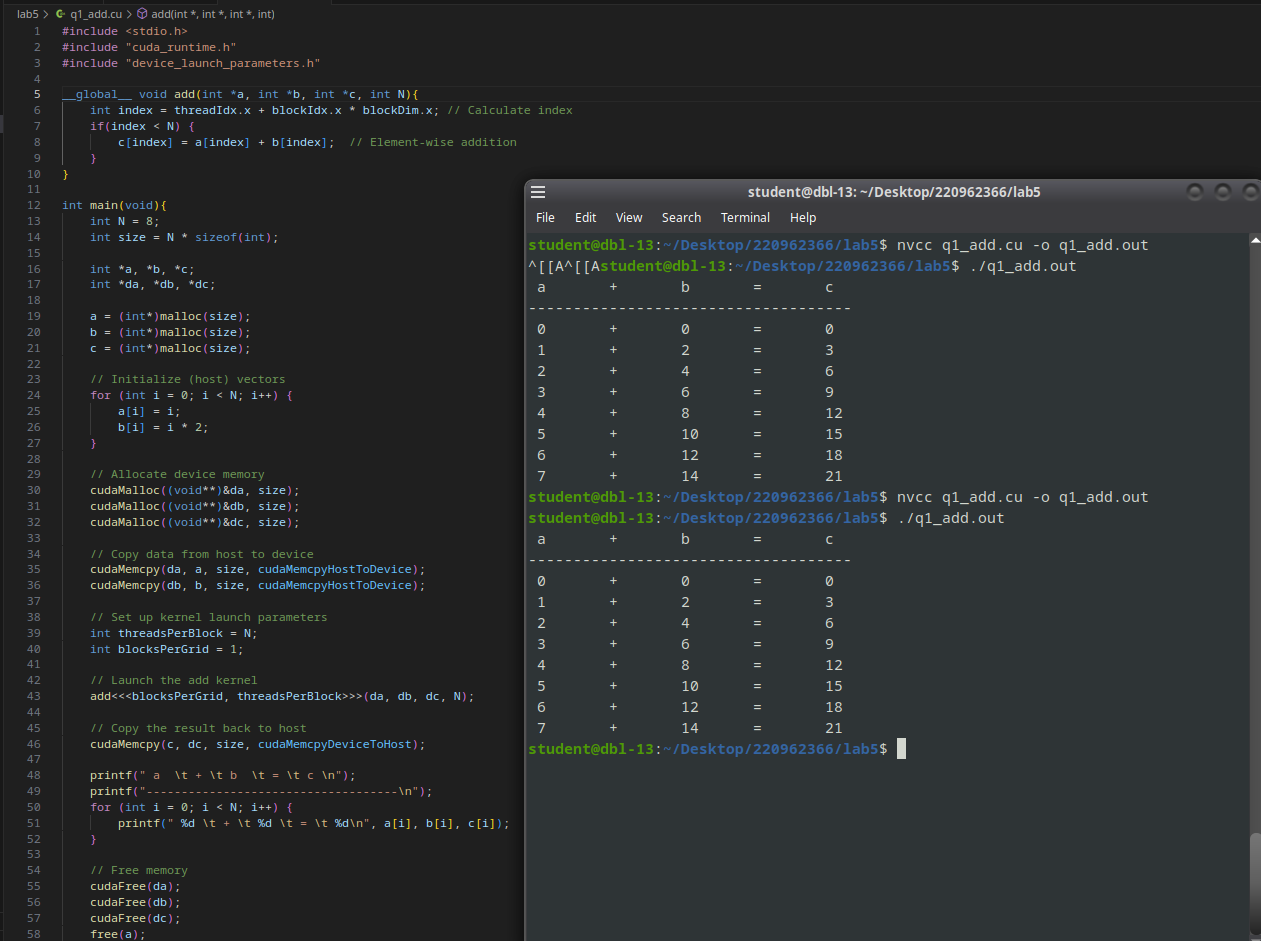 lab5 > q1_add.cu > add(int *, int *, int *, int)
1 #include <stdio.h>
2 #include "cuda_runtime.h"
3 #include "device_launch_parameters.h"
4
5 __global__ void add(int *a, int *b, int *c, int N){
6     int index = threadIdx.x + blockIdx.x * blockDim.x; // Calculate index
7     if(index < N) {
8         c[index] = a[index] + b[index];  // Element-wise addition
9     }
10 }
11
12 int main(void){
13     int N = 8;
14     int size = N * sizeof(int);
15
16     int *a, *b, *c;
17     int *da, *db, *dc;
18
19     a = (int*)malloc(size);
20     b = (int*)malloc(size);
21     c = (int*)malloc(size);
22
23     // Initialize (host) vectors
24     for (int i = 0; i < N; i++) {
25         a[i] = i;
26         b[i] = i * 2;
27     }
28
29     // Allocate device memory
30     cudaMalloc((void**)&da, size);
31     cudaMalloc((void**)&db, size);
32     cudaMalloc((void**)&dc, size);
33
34     // Copy data from host to device
35     cudaMemcpy(da, a, size, cudaMemcpyHostToDevice);
36     cudaMemcpy(db, b, size, cudaMemcpyHostToDevice);
37
38     // Set up kernel launch parameters
39     int threadsPerBlock = N;
40     int blocksPerGrid = 1;
41
42     // Launch the add kernel
43     add<<<blocksPerGrid, threadsPerBlock>>>(da, db, dc, N);
44
45     // Copy the result back to host
46     cudaMemcpy(c, dc, size, cudaMemcpyDeviceToHost);
47
48     printf(" a  \t + \t b  \t = \t c \n");
49     printf("------------------------------------\n");
50     for (int i = 0; i < N; i++) {
51         printf(" %d \t + \t %d \t = \t %d\n", a[i], b[i], c[i]);
52     }
53
54     // Free memory
55     cudaFree(da);
56     cudaFree(db);
57     cudaFree(dc);
58     free(a);
student@dbl-13: ~/Desktop/220962366/lab5
File Edit View Search Terminal Help
student@dbl-13:~/Desktop/220962366/lab5$ nvcc q1_add.cu -o q1_add.out
^[[A^[[Astudent@dbl-13:~/Desktop/220962366/lab5$ ./q1_add.out
 a       +       b       =       c
------------------------------------
 0       +       0       =       0
 1       +       2       =       3
 2       +       4       =       6
 3       +       6       =       9
 4       +       8       =       12
 5       +       10      =       15
 6       +       12      =       18
 7       +       14      =       21
student@dbl-13:~/Desktop/220962366/lab5$ nvcc q1_add.cu -o q1_add.out
student@dbl-13:~/Desktop/220962366/lab5$ ./q1_add.out
 a       +       b       =       c
------------------------------------
 0       +       0       =       0
 1       +       2       =       3
 2       +       4       =       6
 3       +       6       =       9
 4       +       8       =       12
 5       +       10      =       15
 6       +       12      =       18
 7       +       14      =       21
student@dbl-13:~/Desktop/220962366/lab5$